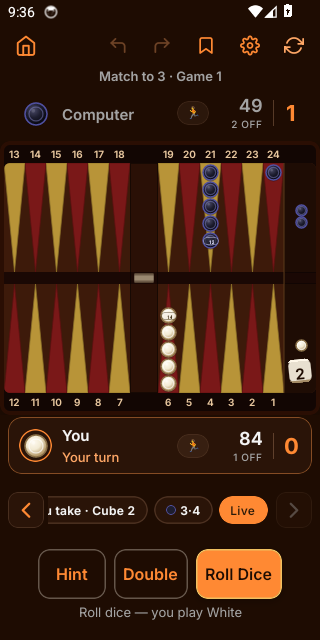 9:36
Match to 3 · Game 1
Computer
49
2 OFF
1
13 14 15 16 17 18 19 20 21 22 23 24
12
14
2
12 11 10 9 8 7 6 5 4 3 2 1
You
Your turn
84
1 OFF
0
u take · Cube 2
3·4
Live
Hint
Double
Roll Dice
Roll dice — you play White